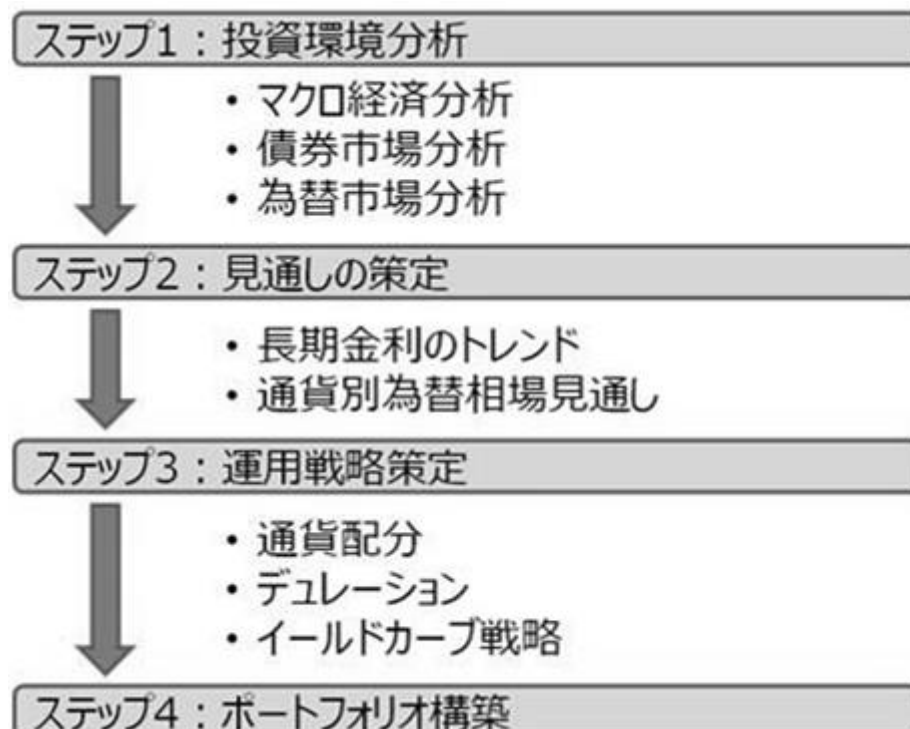 ステップ1：投資環境分析
・マクロ経済分析
・債券市場分析
・為替市場分析
ステップ2：見通しの策定
・長期金利のトレンド
・通貨別為替相場見通し
ステップ3：運用戦略策定
・通貨配分
・デュレーション
・イールドカーブ戦略
ステップ4：ポートフォリオ構築